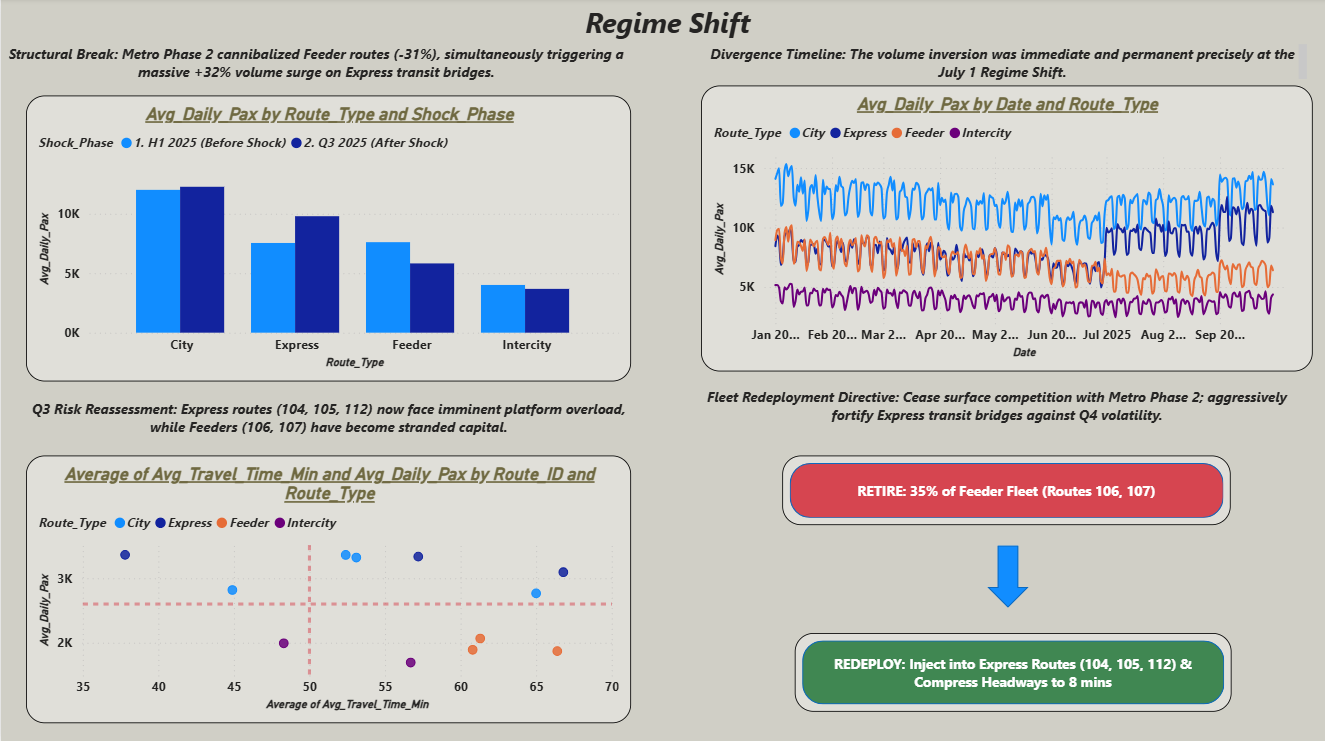 Regime Shift
Structural Break: Metro Phase 2 cannibalized Feeder routes (-31%), simultaneously triggering a
massive +32% volume surge on Express transit bridges.
Avg_Daily_Pax by Route_Type and Shock_Phase
Shock_Phase 1. H1 2025 (Before Shock) 2. Q3 2025 (After Shock)
Avg_Daily_Pax
10K
5K
0K
City Express Feeder Intercity
Route_Type
Divergence Timeline: The volume inversion was immediate and permanent precisely at the
July 1 Regime Shift.
Avg_Daily_Pax by Date and Route_Type
Route_Type City Express Feeder Intercity
Avg_Daily_Pax
15K
10K
5K
Jan 20... Feb 20... Mar 2... Apr 20... May 2... Jun 20... Jul 2025 Aug 2... Sep 20...
Date
Q3 Risk Reassessment: Express routes (104, 105, 112) now face imminent platform overload,
while Feeders (106, 107) have become stranded capital.
Average of Avg_Travel_Time_Min and Avg_Daily_Pax by Route_ID and
Route_Type
Route_Type City Express Feeder Intercity
Avg_Daily_Pax
3K
2K
35 40 45 50 55 60 65 70
Average of Avg_Travel_Time_Min
Fleet Redeployment Directive: Cease surface competition with Metro Phase 2; aggressively
fortify Express transit bridges against Q4 volatility.
RETIRE: 35% of Feeder Fleet (Routes 106, 107)
REDEPLOY: Inject into Express Routes (104, 105, 112) &
Compress Headways to 8 mins